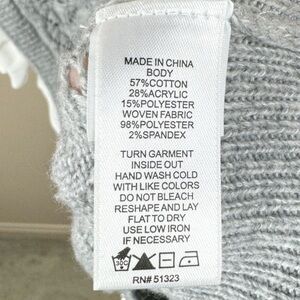 MADE IN CHINA
BODY
57%COTTON
28%ACRYLIC
15%POLYESTER
WOVEN FABRIC
98%POLYESTER
2%SPANDEX
TURN GARMENT
INSIDE OUT
HAND WASH COLD
WITH LIKE COLORS
DO NOT BLEACH
RESHAPE AND LAY
FLAT TO DRY
USE LOW IRON
IF NECESSARY
RN# 51323